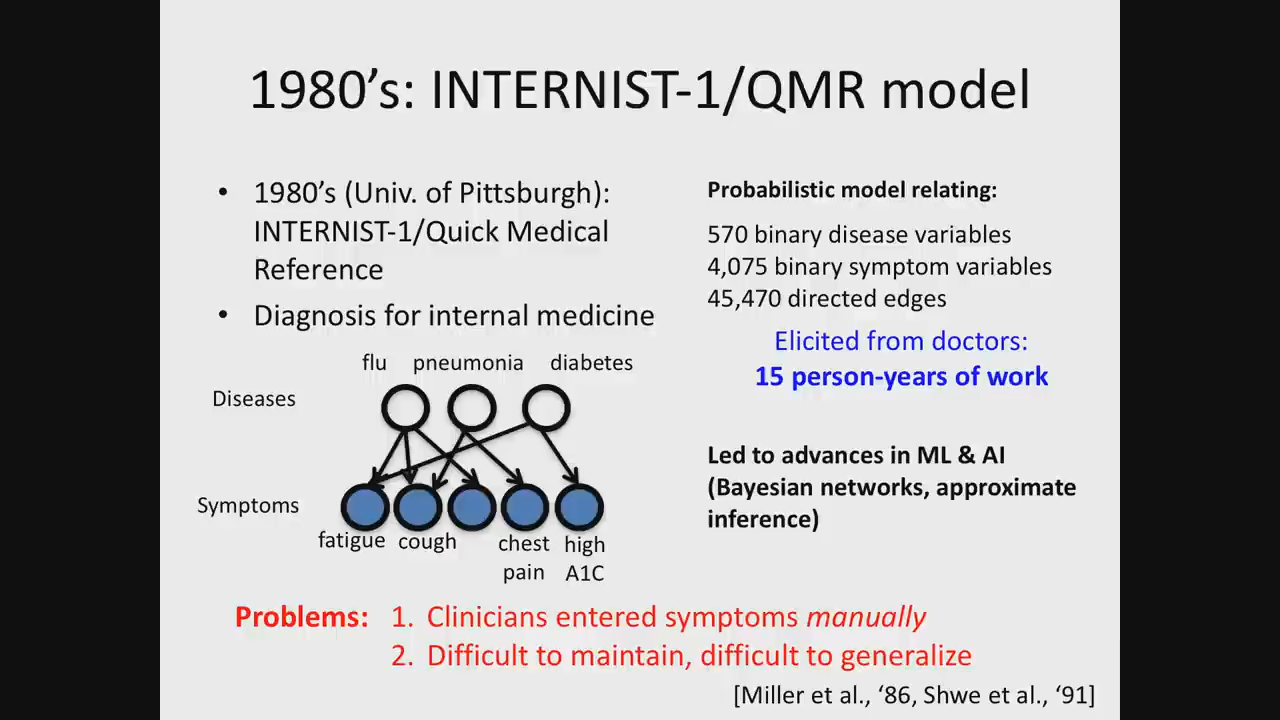 1980’s: INTERNIST-1/QMR model
• 1980’s (Univ. of Pittsburgh):
INTERNIST-1/Quick Medical
Reference
• Diagnosis for internal medicine
flu pneumonia diabetes
Diseases
Symptoms
fatigue cough chest high
pain A1C
Probabilistic model relating:
570 binary disease variables
4,075 binary symptom variables
45,470 directed edges
Elicited from doctors:
15 person-years of work
Led to advances in ML & AI
(Bayesian networks, approximate
inference)
Problems: 1. Clinicians entered symptoms manually
2. Difficult to maintain, difficult to generalize
[Miller et al., ‘86, Shwe et al., ‘91]